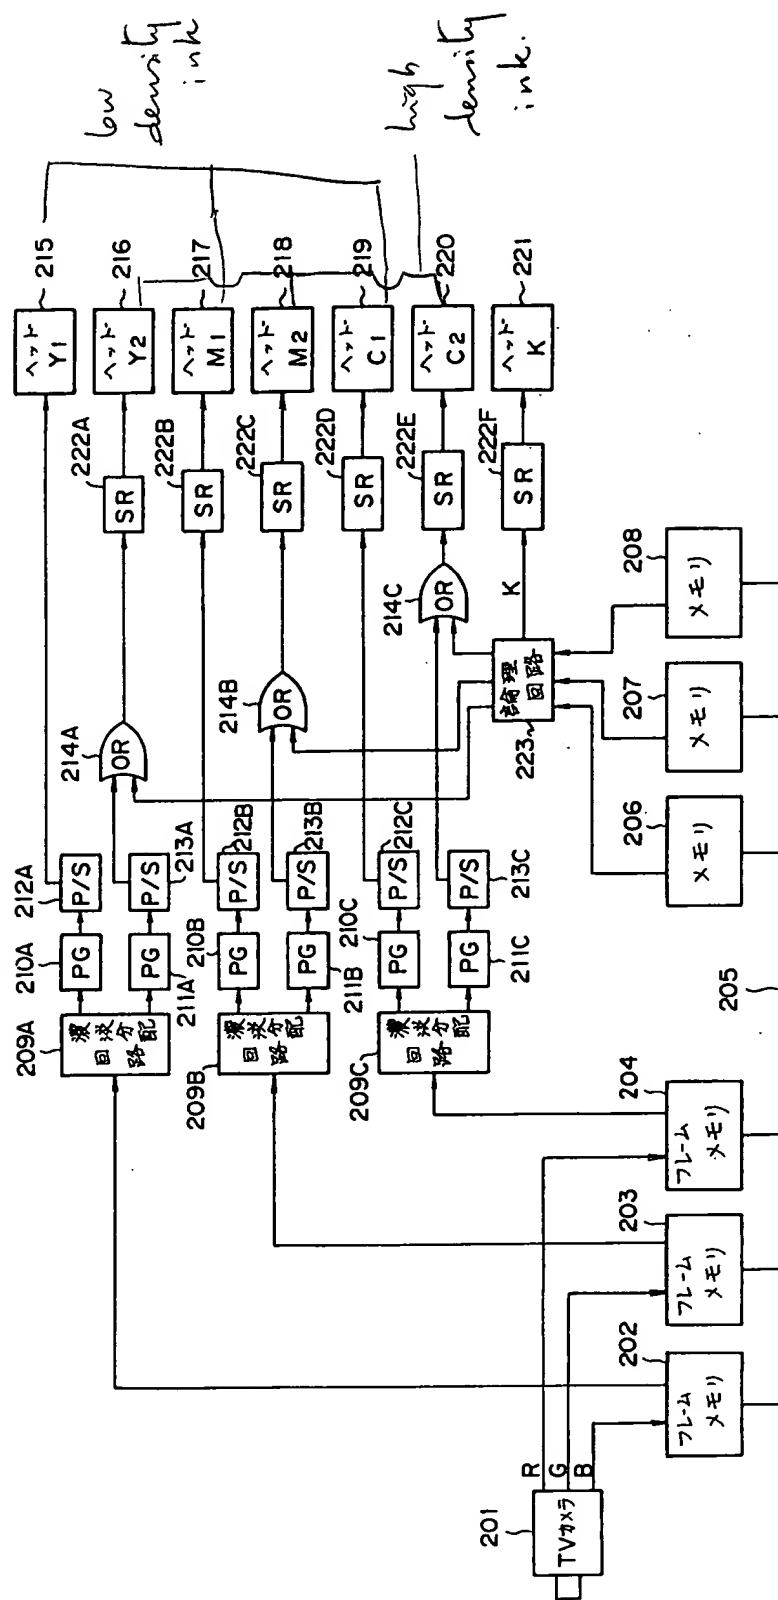 low
density
ink
high
density
ink.
215
ヘッド
Y1
216
ヘッド
Y2
217
ヘッド
M1
218
ヘッド
M2
219
ヘッド
C1
220
ヘッド
C2
221
ヘッド
K
222A
SR
222B
SR
222C
SR
222D
SR
222E
SR
222F
SR
214A
OR
214B
OR
214C
OR
K
論理
回路
223
208
メモリ
207
メモリ
206
メモリ
212A
P/S
213A
P/S
212B
P/S
213B
P/S
212C
P/S
213C
P/S
210A
PG
211A
PG
210B
PG
211B
PG
210C
PG
211C
PG
209A
濃淡分配
回路
209B
濃淡分配
回路
209C
濃淡分配
回路
205
204
フレーム
メモリ
203
フレーム
メモリ
202
フレーム
メモリ
R
G
B
201
TVカメラ